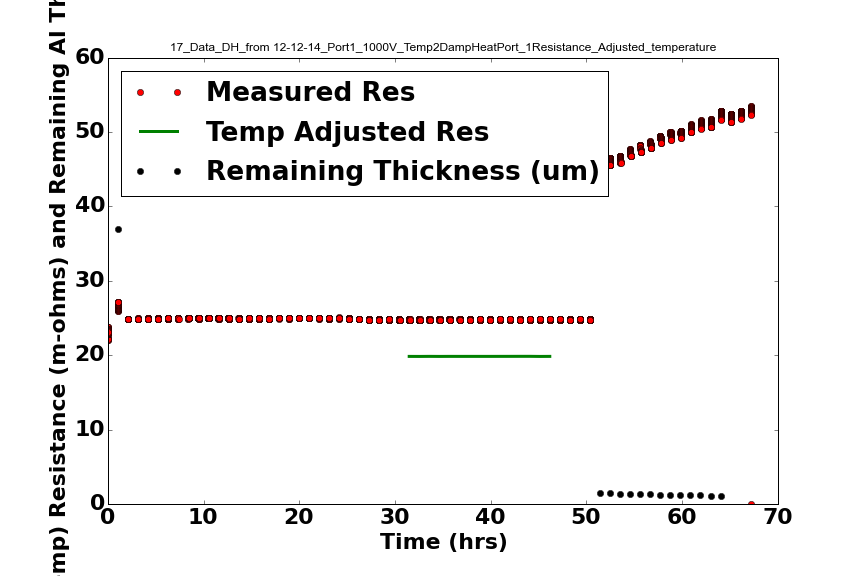 17_Data_DH_from 12-12-14_Port1_1000V_Temp2DampHeatPort_1Resistance_Adjusted_temperature
60
50
40
30
20
10
0
Measured Res
Temp Adjusted Res
Remaining Thickness (um)
0 10 20 30 40 50 60 70
Time (hrs)
mp) Resistance (m-ohms) and Remaining Al Th